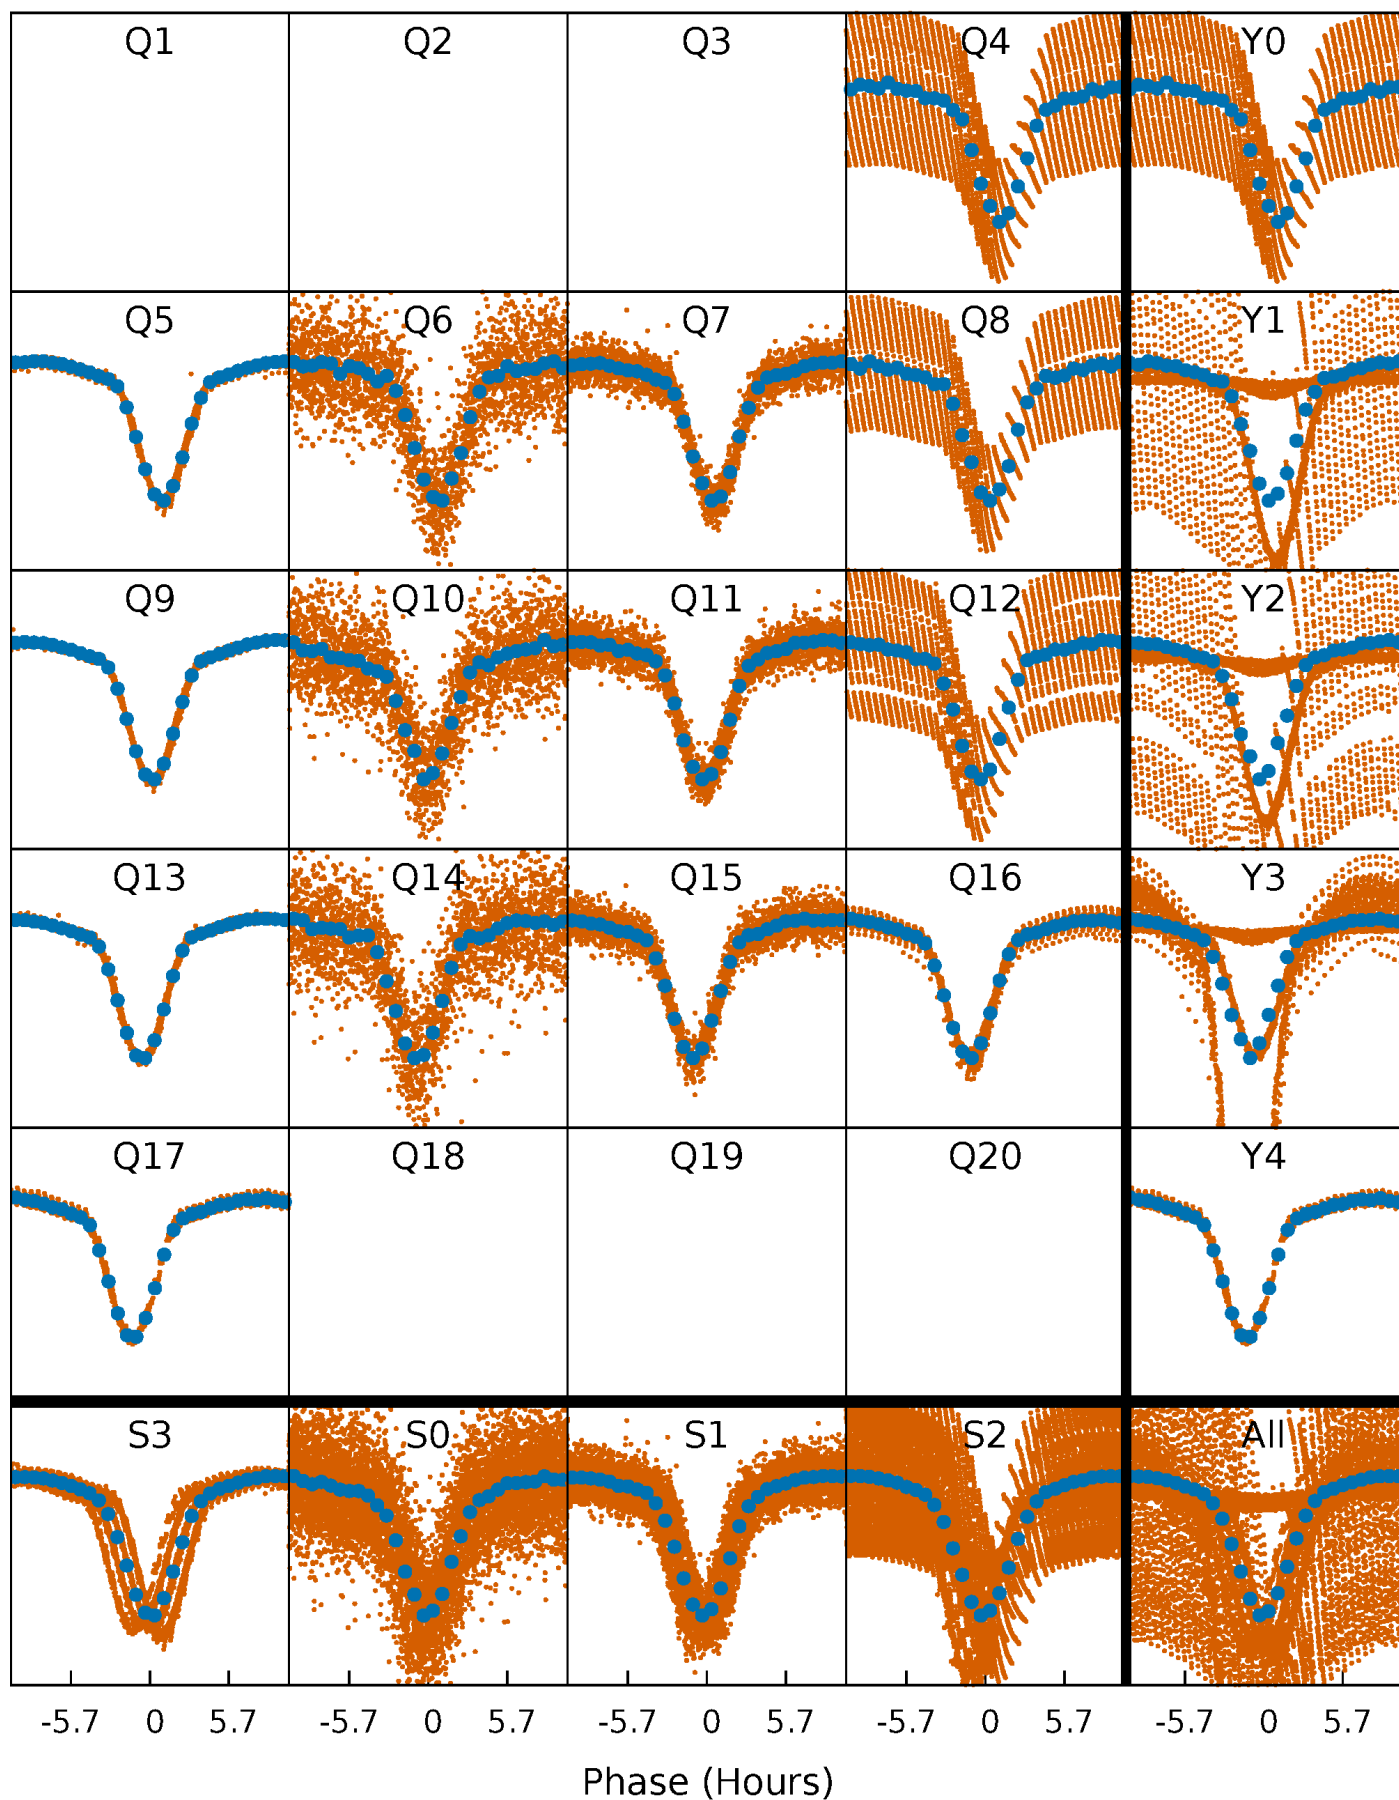 Q1 Q2 Q3 Q4 Y0
Q5 Q6 Q7 Q8 Y1
Q9 Q10 Q11 Q12 Y2
Q13 Q14 Q15 Q16 Y3
Q17 Q18 Q19 Q20 Y4
S3 S0 S1 S2 All
-5.7 0 5.7 -5.7 0 5.7 -5.7 0 5.7 -5.7 0 5.7 -5.7 0 5.7
Phase (Hours)